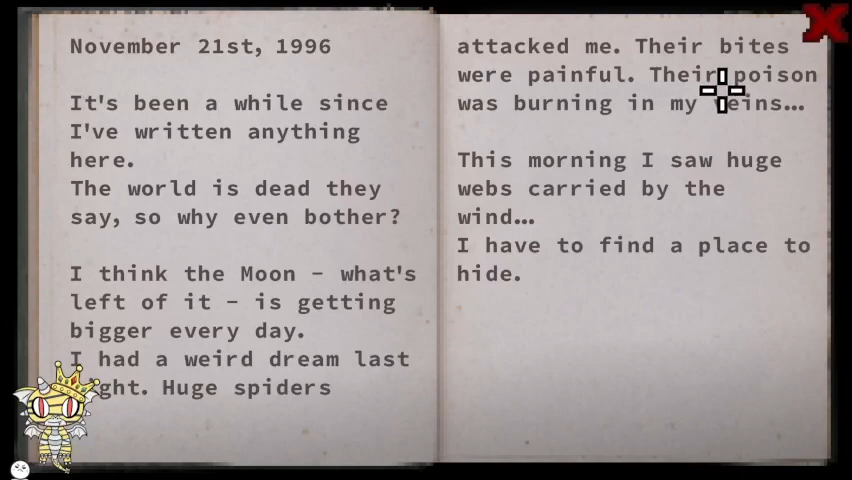 November 21st, 1996
It's been a while since
I've written anything
here.
The world is dead they
say, so why even bother?
I think the Moon – what's
left of it – is getting
bigger every day.
I had a weird dream last
ght. Huge spiders
attacked me. Their bites
were painful. Their poison
was burning in my veins…
This morning I saw huge
webs carried by the
wind…
I have to find a place to
hide.